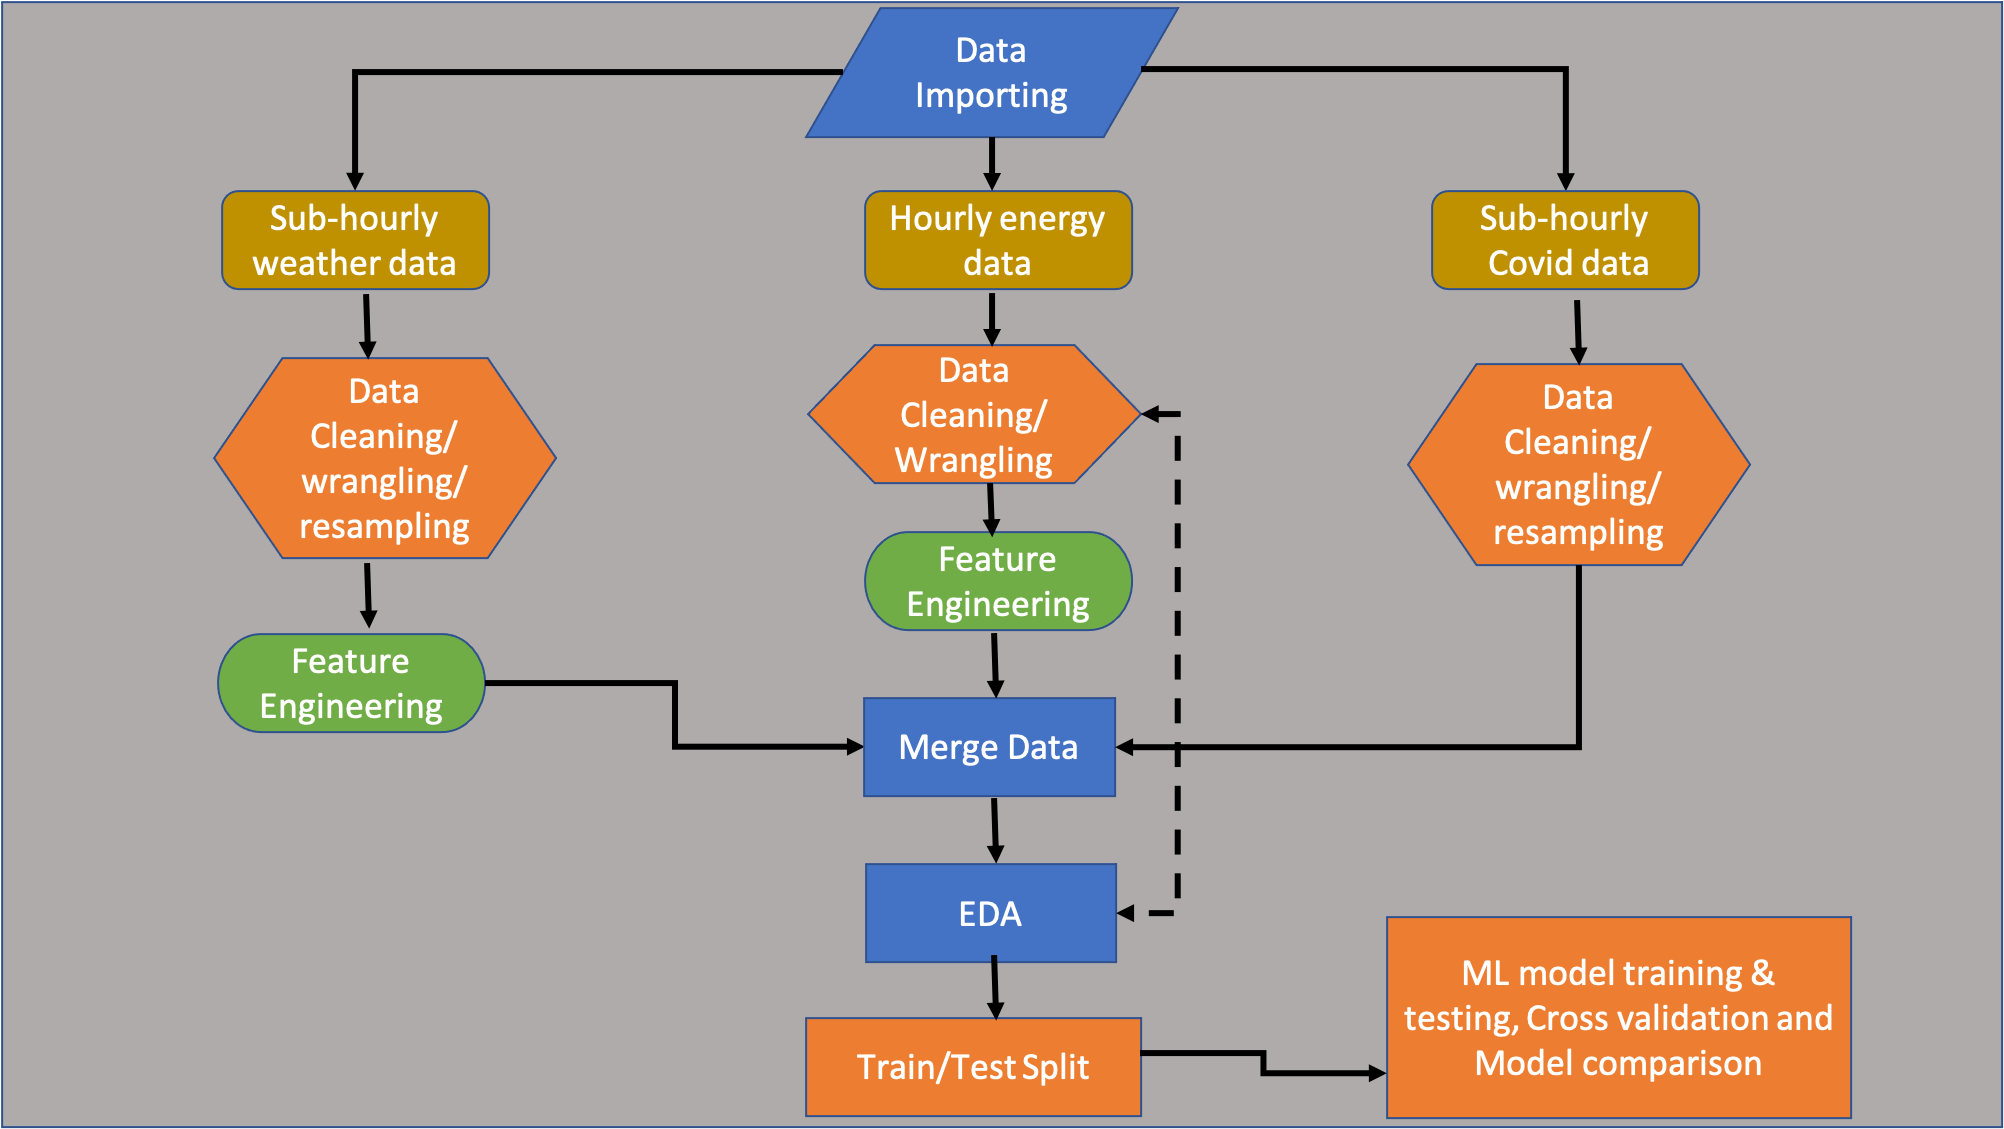 Data
Importing
Sub-hourly
weather data
Hourly energy
data
Sub-hourly
Covid data
Data
Cleaning/
wrangling/
resampling
Data
Cleaning/
Wrangling
Data
Cleaning/
wrangling/
resampling
Feature
Engineering
Feature
Engineering
Merge Data
EDA
Train/Test Split
ML model training &
testing, Cross validation and
Model comparison